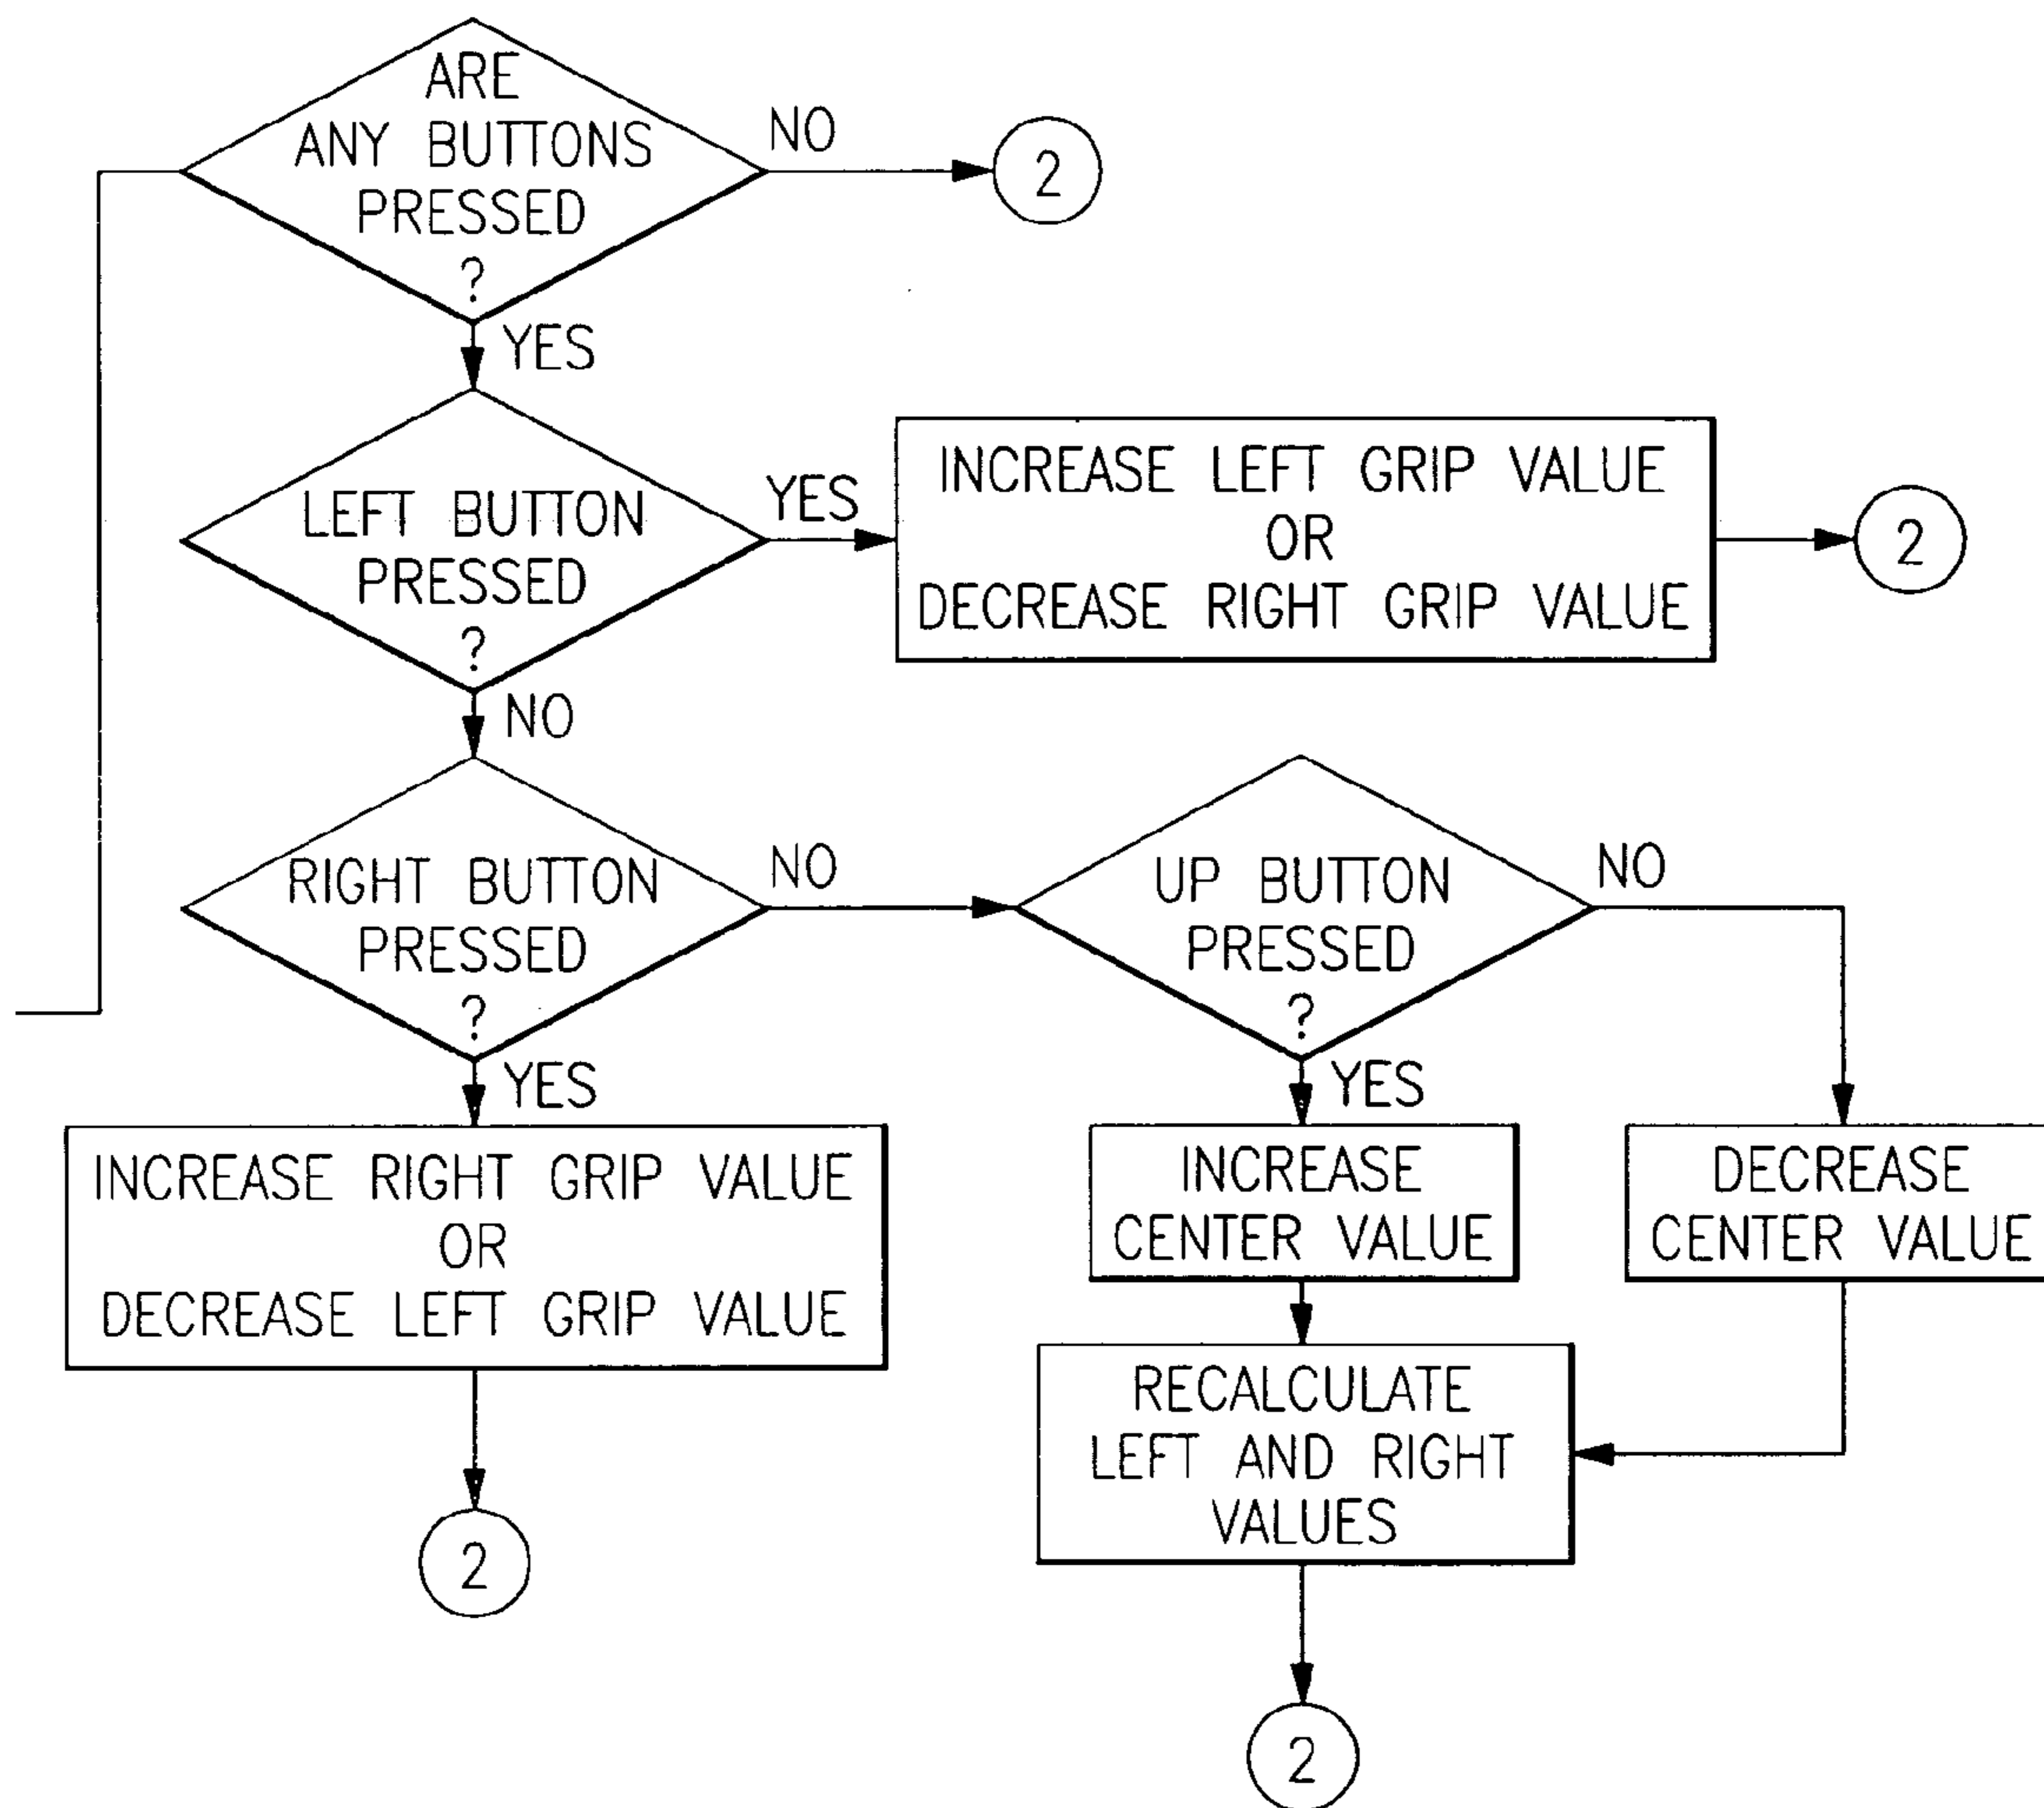 ARE
ANY BUTTONS
PRESSED
?
NO
2
YES
LEFT BUTTON
PRESSED
?
YES
INCREASE LEFT GRIP VALUE
OR
DECREASE RIGHT GRIP VALUE
2
NO
RIGHT BUTTON
PRESSED
?
NO
UP BUTTON
PRESSED
?
NO
YES
INCREASE RIGHT GRIP VALUE
OR
DECREASE LEFT GRIP VALUE
2
YES
INCREASE
CENTER VALUE
DECREASE
CENTER VALUE
RECALCULATE
LEFT AND RIGHT
VALUES
2